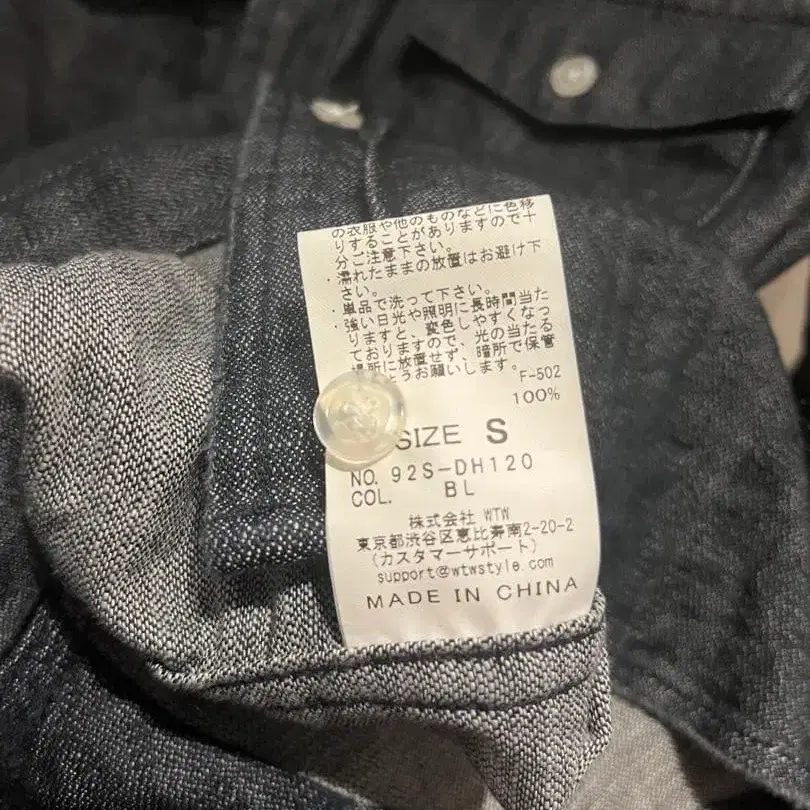 の衣服や他のものなどに色移
りすることがありますので十
分ご注意下さい。
・濡れたままの放置はお避け下
さい。
・単品で洗って下さい。
・強い日光や照明に長時間当た
りますと、変色しやすくなっ
ておりますので、光の当たる
場所に放置せず、暗所で保管
ようお願いします。
F-502
100%
SIZE S
NO. 92S-DH120
COL. BL
株式会社 WTW
東京都渋谷区恵比寿南2-20-2
(カスタマーサポート)
support@wtwstyle.com
MADE IN CHINA